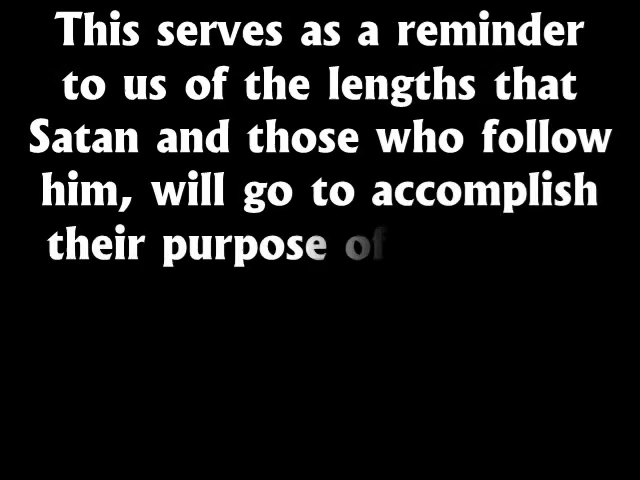 This serves as a reminder
to us of the lengths that
Satan and those who follow
him, will go to accomplish
their purpose of